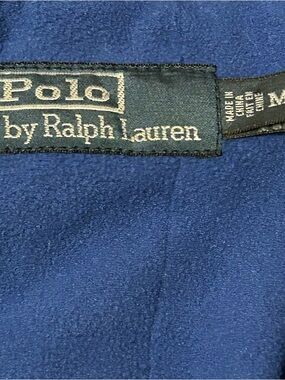 Polo
by Ralph Lauren
MADE IN
CHINA
FAIT EN
CHINE
M